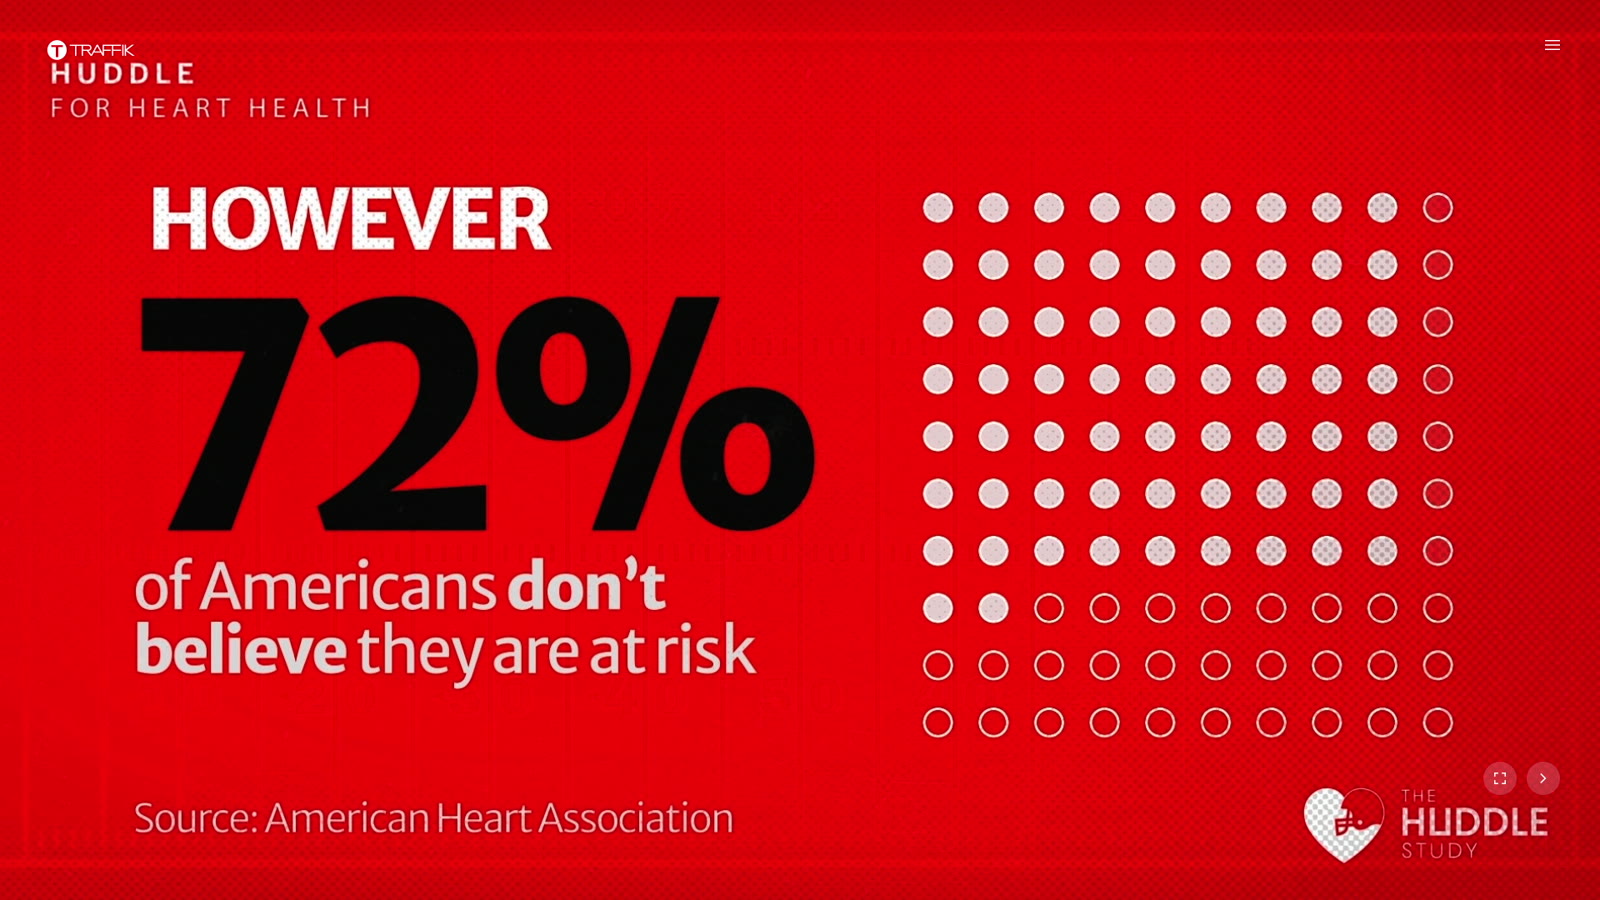 TRAFFIK
HUDDLE
FOR HEART HEALTH
HOWEVER
72%
of Americans don’t
believe they are at risk
Source: American Heart Association
THE
HUDDLE
STUDY